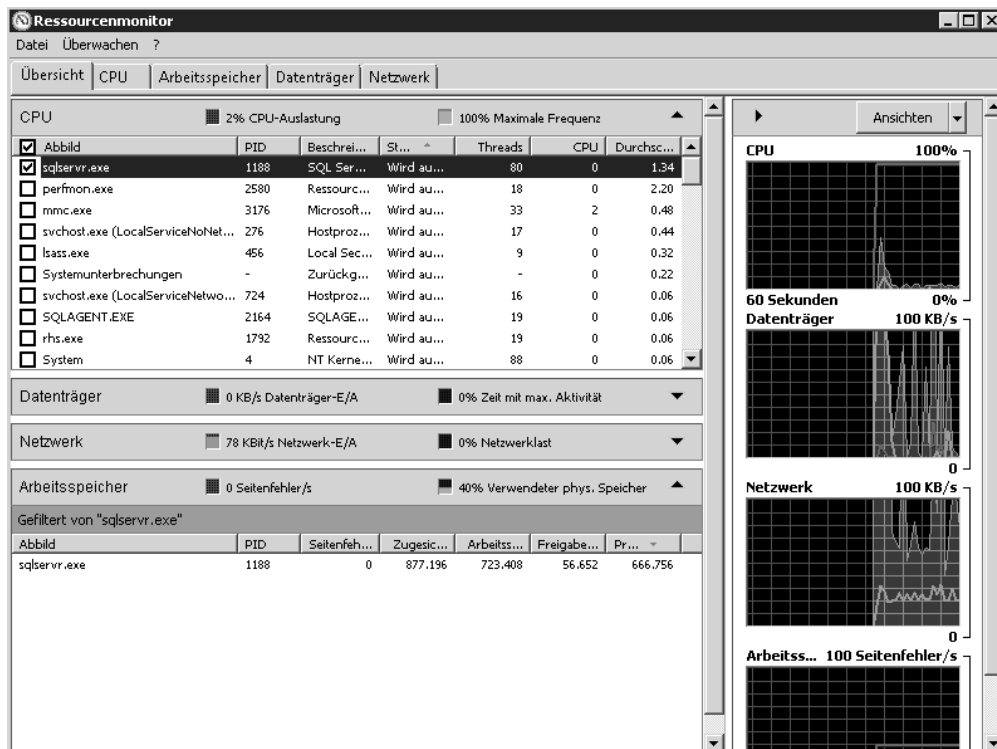 Ressourcenmonitor
Datei Überwachen ?
Übersicht CPU Arbeitsspeicher Datenträger Netzwerk
CPU 2% CPU-Auslastung 100% Maximale Frequenz
Abbild PID Beschrei... St... Threads CPU Durchsc...
sqlservr.exe 1188 SQL Ser... Wird au... 80 0 1.34
perfmon.exe 2580 Ressourc... Wird au... 18 0 2.20
mmc.exe 3176 Microsoft... Wird au... 33 2 0.48
svchost.exe (LocalServiceNoNet... 276 Hostproz... Wird au... 17 0 0.44
lsass.exe 456 Local Sec... Wird au... 9 0 0.32
Systemunterbrechungen - Zurückg... Wird au... - 0 0.22
svchost.exe (LocalServiceNetwo... 724 Hostproz... Wird au... 16 0 0.06
SQLAGENT.EXE 2164 SQLAGE... Wird au... 19 0 0.06
rhs.exe 1792 Ressourc... Wird au... 19 0 0.06
System 4 NT Kerne... Wird au... 88 0 0.06
Datenträger 0 KB/s Datenträger-E/A 0% Zeit mit max. Aktivität
Netzwerk 78 KBit/s Netzwerk-E/A 0% Netzwerklast
Arbeitsspeicher 0 Seitenfehler/s 40% Verwendeter phys. Speicher
Gefiltert von "sqlservr.exe"
Abbild PID Seitenfeh... Zugesic... Arbeitss... Freigabe... Pr...
sqlservr.exe 1188 0 877.196 723.408 56.652 666.756
Ansichten
CPU 100%
60 Sekunden 0%
Datenträger 100 KB/s
0
Netzwerk 100 KB/s
0
Arbeitss... 100 Seitenfehler/s